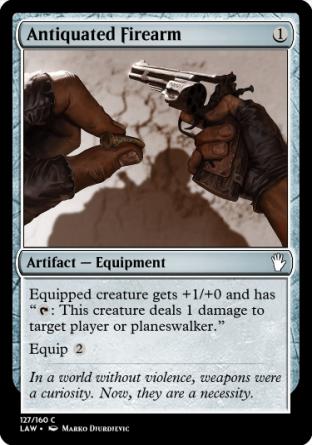 Antiquated Firearm 1
Artifact — Equipment
Equipped creature gets +1/+0 and has
“: This creature deals 1 damage to
target player or planeswalker.”
Equip 2
In a world without violence, weapons were
a curiosity. Now, they are a necessity.
127/160 C
LAW • Marko Djurdjevic